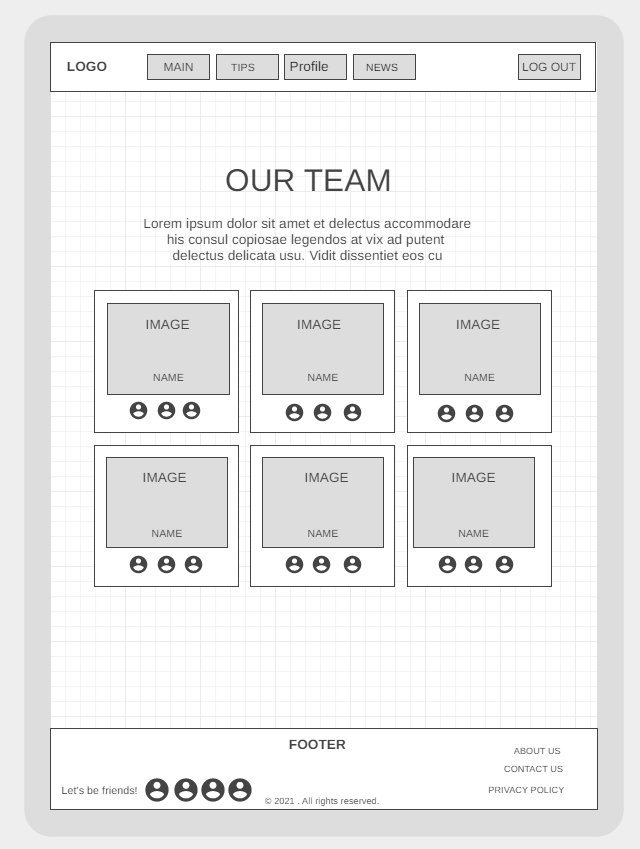 LOGO
MAIN
TIPS
Profile
NEWS
LOG OUT
OUR TEAM
Lorem ipsum dolor sit amet et delectus accommodare
his consul copiosae legendos at vix ad putent
delectus delicata usu. Vidit dissentiet eos cu
IMAGE
NAME
IMAGE
NAME
IMAGE
NAME
IMAGE
NAME
IMAGE
NAME
IMAGE
NAME
FOOTER
Let's be friends!
© 2021 . All rights reserved.
ABOUT US
CONTACT US
PRIVACY POLICY